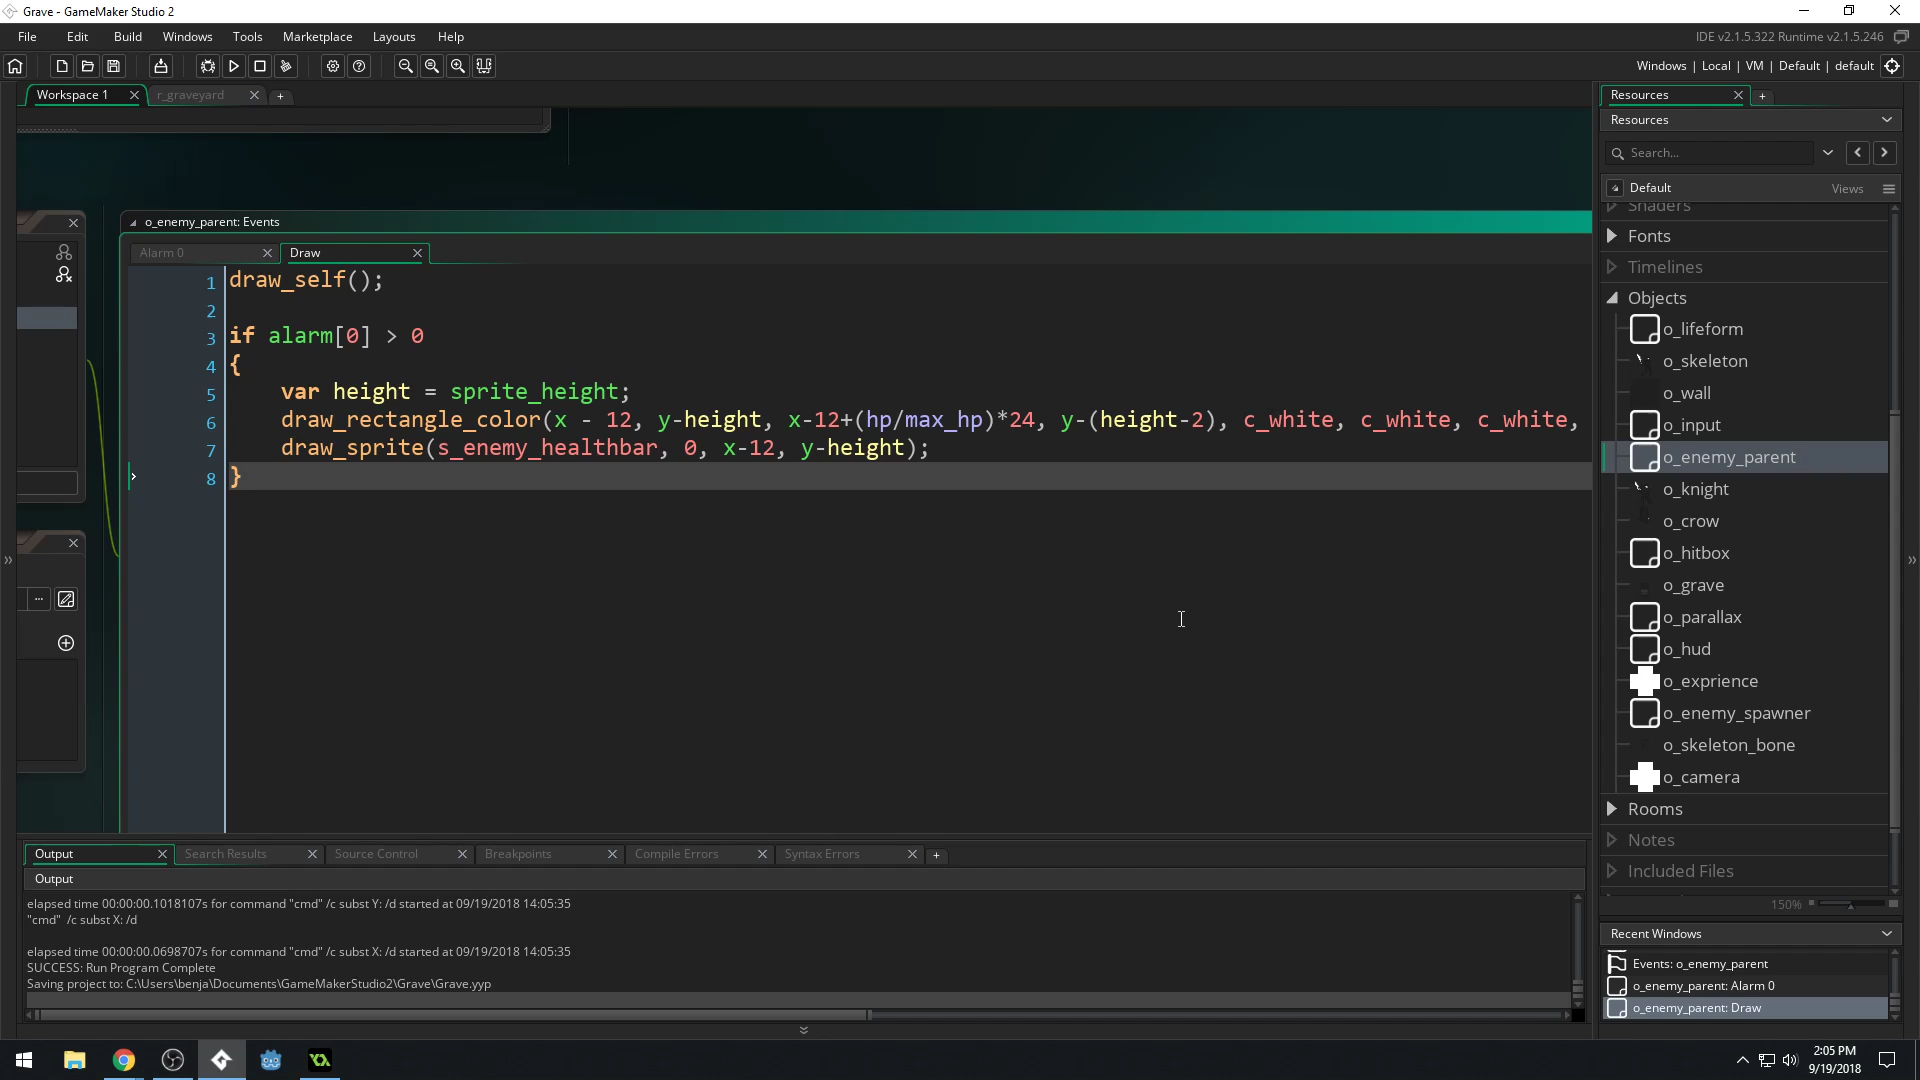 Grave - GameMaker Studio 2
File Edit Build Windows Tools Marketplace Layouts Help
IDE v2.1.5.322 Runtime v2.1.5.246
Windows | Local | VM | Default | default
Workspace 1
r_graveyard
o_enemy_parent: Events
Alarm 0
Draw
1 draw_self();
2
3 if alarm[0] > 0
4 {
5 var height = sprite_height;
6 draw_rectangle_color(x - 12, y-height, x-12+(hp/max_hp)*24, y-(height-2), c_white, c_white, c_white,
7 draw_sprite(s_enemy_healthbar, 0, x-12, y-height);
8 }
Output
Search Results
Source Control
Breakpoints
Compile Errors
Syntax Errors
Output
elapsed time 00:00:00.1018107s for command "cmd" /c subst Y: /d started at 09/19/2018 14:05:35
"cmd" /c subst X: /d
elapsed time 00:00:00.0698707s for command "cmd" /c subst X: /d started at 09/19/2018 14:05:35
SUCCESS: Run Program Complete
Saving project to: C:\Users\benja\Documents\GameMakerStudio2\Grave\Grave.yyp
Resources
Resources
Search...
Default
Views
Shaders
Fonts
Timelines
Objects
o_lifeform
o_skeleton
o_wall
o_input
o_enemy_parent
o_knight
o_crow
o_hitbox
o_grave
o_parallax
o_hud
o_exprience
o_enemy_spawner
o_skeleton_bone
o_camera
Rooms
Notes
Included Files
150%
Recent Windows
Events: o_enemy_parent
o_enemy_parent: Alarm 0
o_enemy_parent: Draw
2:05 PM
9/19/2018